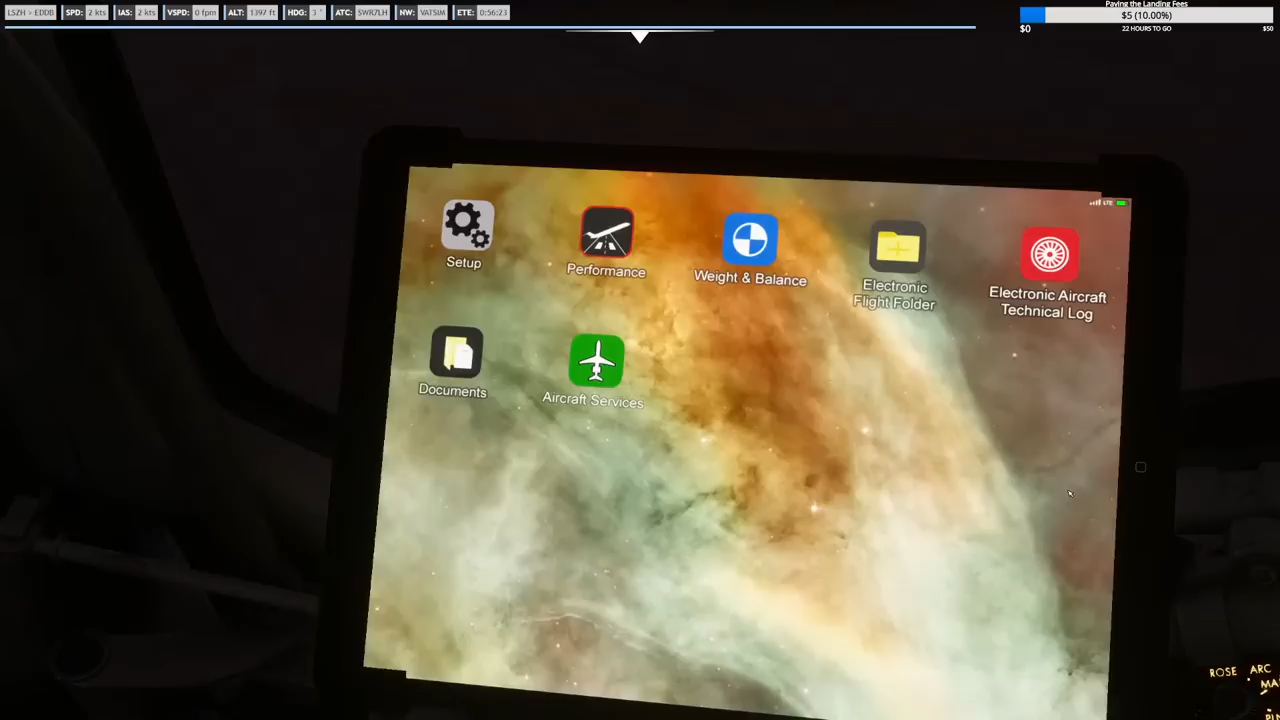 LSZH > EDDB SPD: 2 kts IAS: 2 kts VSPD: 0 fpm ALT: 1397 ft HDG: 3 ° ATC: SWR7LH NW: VATSIM ETE: 0:56:23
Paying the Landing Fees
$5 (10.00%)
$0 22 HOURS TO GO $50
LTE
Setup
Performance
Weight & Balance
Electronic
Flight Folder
Electronic Aircraft
Technical Log
Documents
Aircraft Services
ROSE ARC